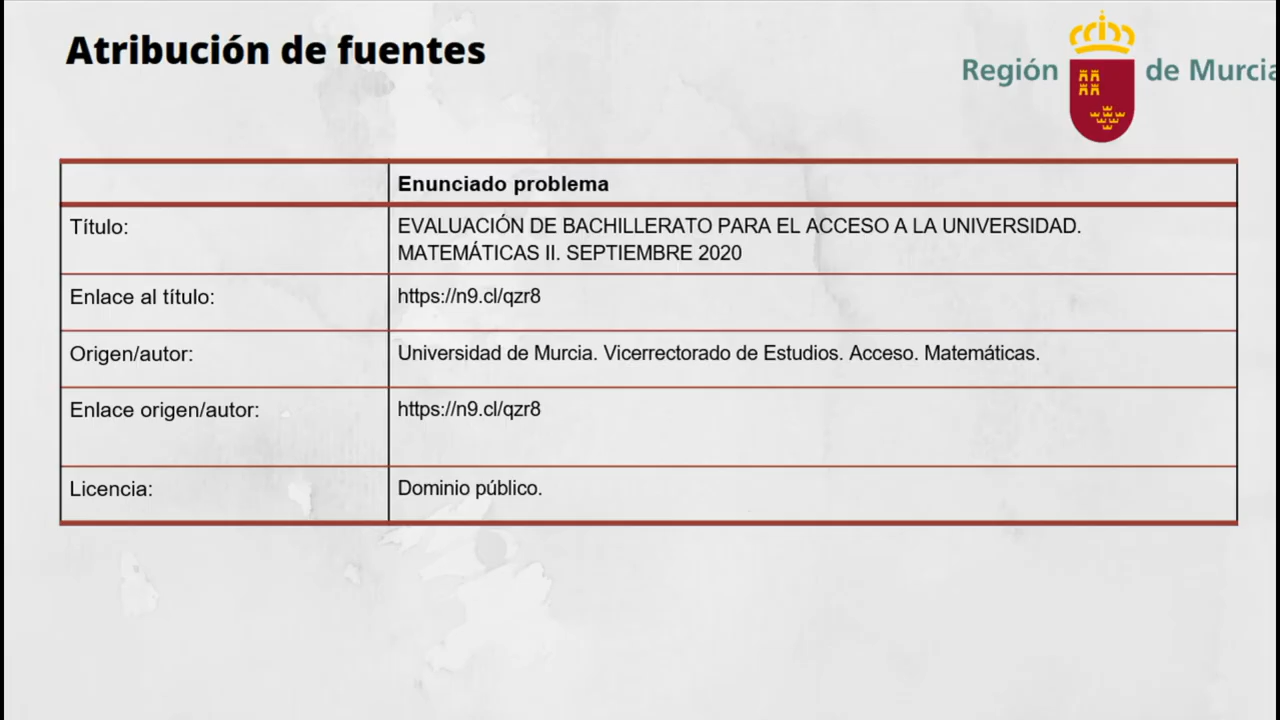 Atribución de fuentes
Región de Murcia
Enunciado problema
Título:
EVALUACIÓN DE BACHILLERATO PARA EL ACCESO A LA UNIVERSIDAD.
MATEMÁTICAS II. SEPTIEMBRE 2020
Enlace al título:
https://n9.cl/qzr8
Origen/autor:
Universidad de Murcia. Vicerrectorado de Estudios. Acceso. Matemáticas.
Enlace origen/autor:
https://n9.cl/qzr8
Licencia:
Dominio público.